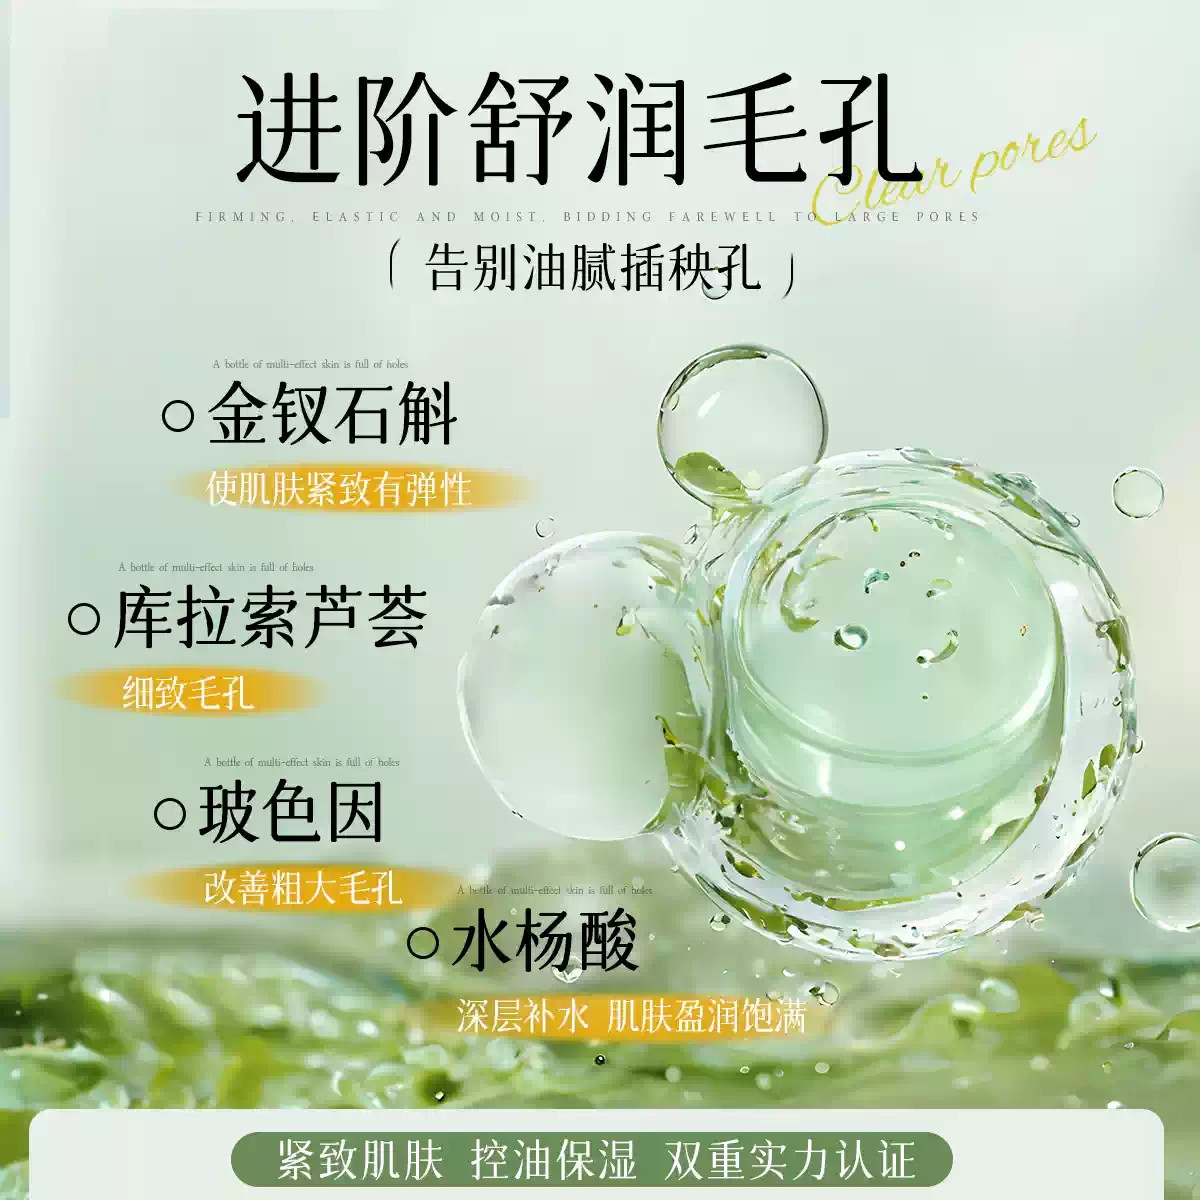 进阶舒润毛孔
Clear pores
FIRMING, ELASTIC AND MOIST, BIDDING FAREWELL TO LARGE PORES
（告别油腻插秧孔）
A bottle of multi-effect skin is full of holes
金钗石斛
使肌肤紧致有弹性
A bottle of multi-effect skin is full of holes
库拉索芦荟
细致毛孔
A bottle of multi-effect skin is full of holes
玻色因
改善粗大毛孔
A bottle of multi-effect skin is full of holes
水杨酸
深层补水 肌肤盈润饱满
紧致肌肤 控油保湿 双重实力认证